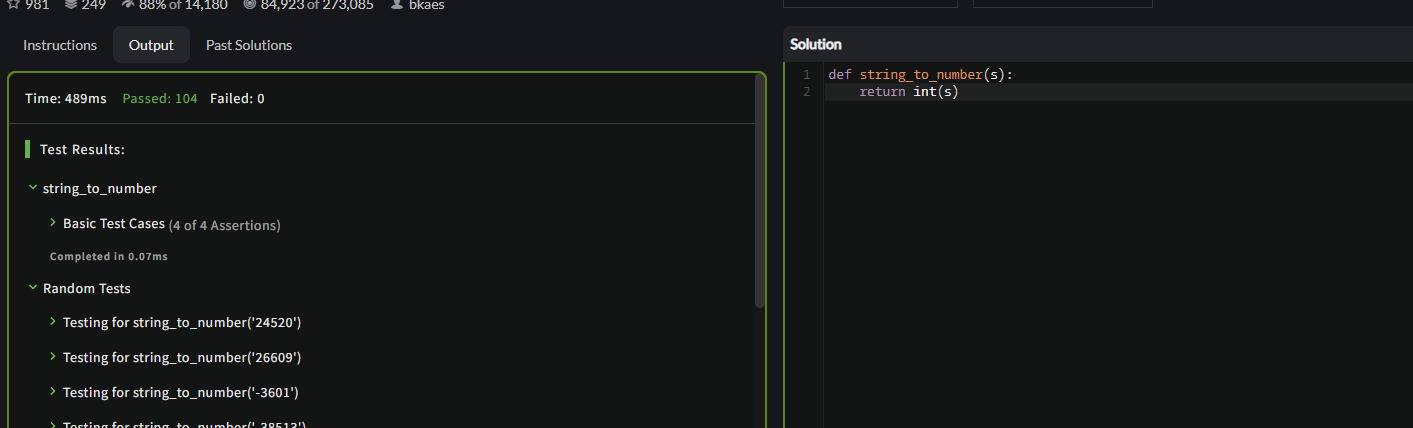 981 249 88% of 14,180 84,923 of 273,085 bkaes
Instructions Output Past Solutions
Time: 489ms Passed: 104 Failed: 0
Test Results:
string_to_number
Basic Test Cases (4 of 4 Assertions)
Completed in 0.07ms
Random Tests
Testing for string_to_number('24520')
Testing for string_to_number('26609')
Testing for string_to_number('-3601')
Testing for string_to_number('-38513')
Solution
1 def string_to_number(s):
2     return int(s)